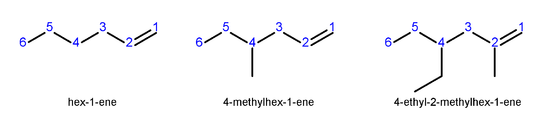 6 5 4 3 2 1
hex-1-ene
6 5 4 3 2 1
4-methylhex-1-ene
6 5 4 3 2 1
4-ethyl-2-methylhex-1-ene